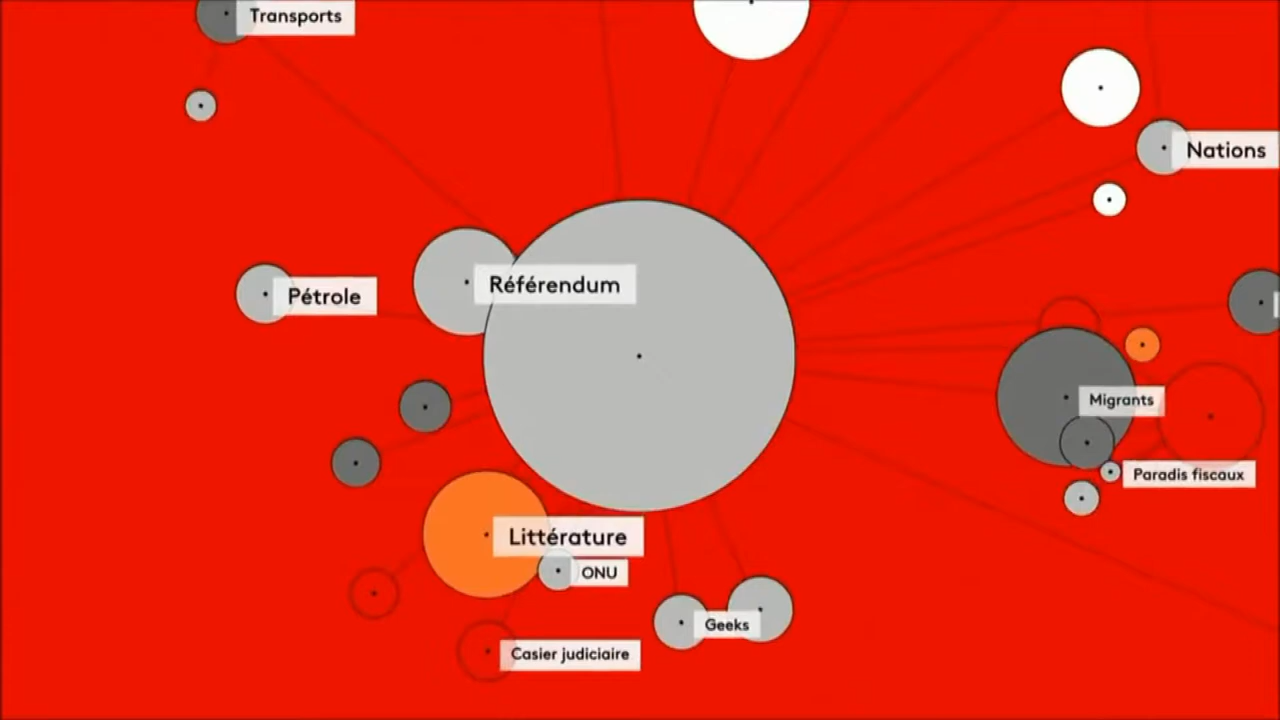 Transports
Nations
Référendum
Pétrole
Migrants
Paradis fiscaux
Littérature
ONU
Geeks
Casier judiciaire